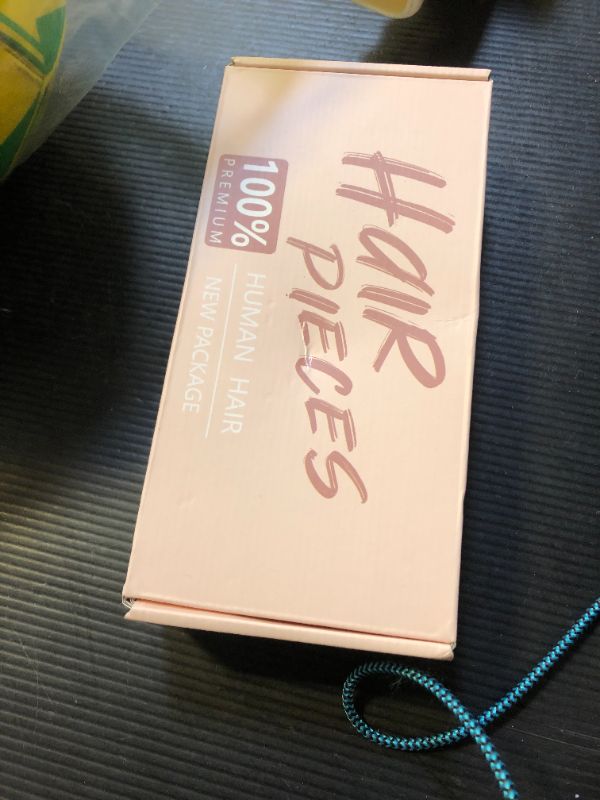 HaIR
PIECES
100%
PREMIUM
HUMAN HAIR
NEW PACKAGE